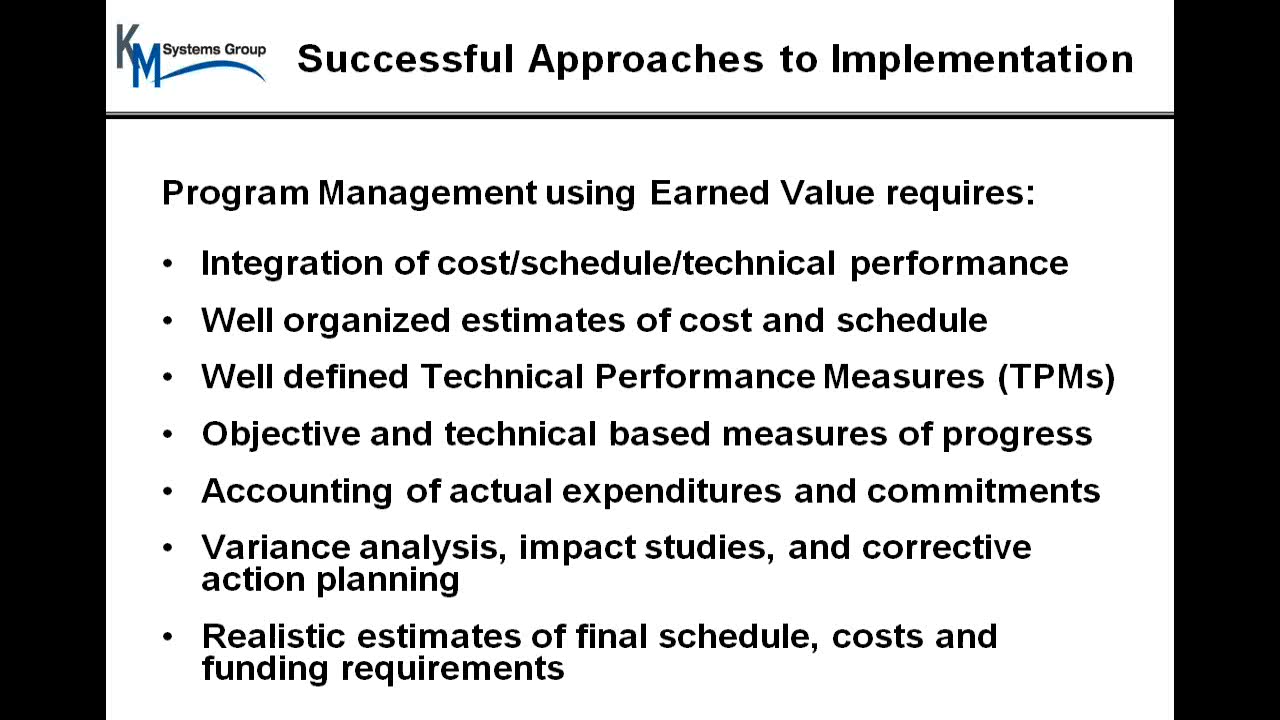 KM Systems Group
Successful Approaches to Implementation
Program Management using Earned Value requires:
• Integration of cost/schedule/technical performance
• Well organized estimates of cost and schedule
• Well defined Technical Performance Measures (TPMs)
• Objective and technical based measures of progress
• Accounting of actual expenditures and commitments
• Variance analysis, impact studies, and corrective
action planning
• Realistic estimates of final schedule, costs and
funding requirements